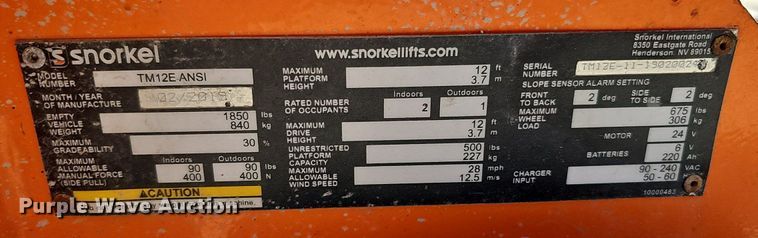 snorkel
www.snorkellifts.com
Snorkel International
8350 Eastgate Road
Henderson, NV 89015
MODEL NUMBER TM12E ANSI
MONTH / YEAR OF MANUFACTURE 02/2019
EMPTY VEHICLE WEIGHT 1850 lbs
840 kg
MAXIMUM GRADEABILITY 30 %
Indoors Outdoors
MAXIMUM ALLOWABLE MANUAL FORCE (SIDE PULL) 90 90 lbs
400 400 N
CAUTION
MAXIMUM PLATFORM HEIGHT 12 ft
3.7 m
Indoors Outdoors
RATED NUMBER OF OCCUPANTS 2 1
MAXIMUM DRIVE HEIGHT 12 ft
3.7 m
UNRESTRICTED PLATFORM CAPACITY 500 lbs
227 kg
MAXIMUM ALLOWABLE WIND SPEED 28 mph
12.5 m/s
SERIAL NUMBER
SLOPE SENSOR ALARM SETTING
FRONT TO BACK 2 deg SIDE TO SIDE 2 deg
MAXIMUM WHEEL LOAD 675 lbs
306 kg
MOTOR 24 V
BATTERIES 6 V
220 Ah
CHARGER INPUT 90 - 240 VAC
50 - 60
10000483
Purple Wave Auction